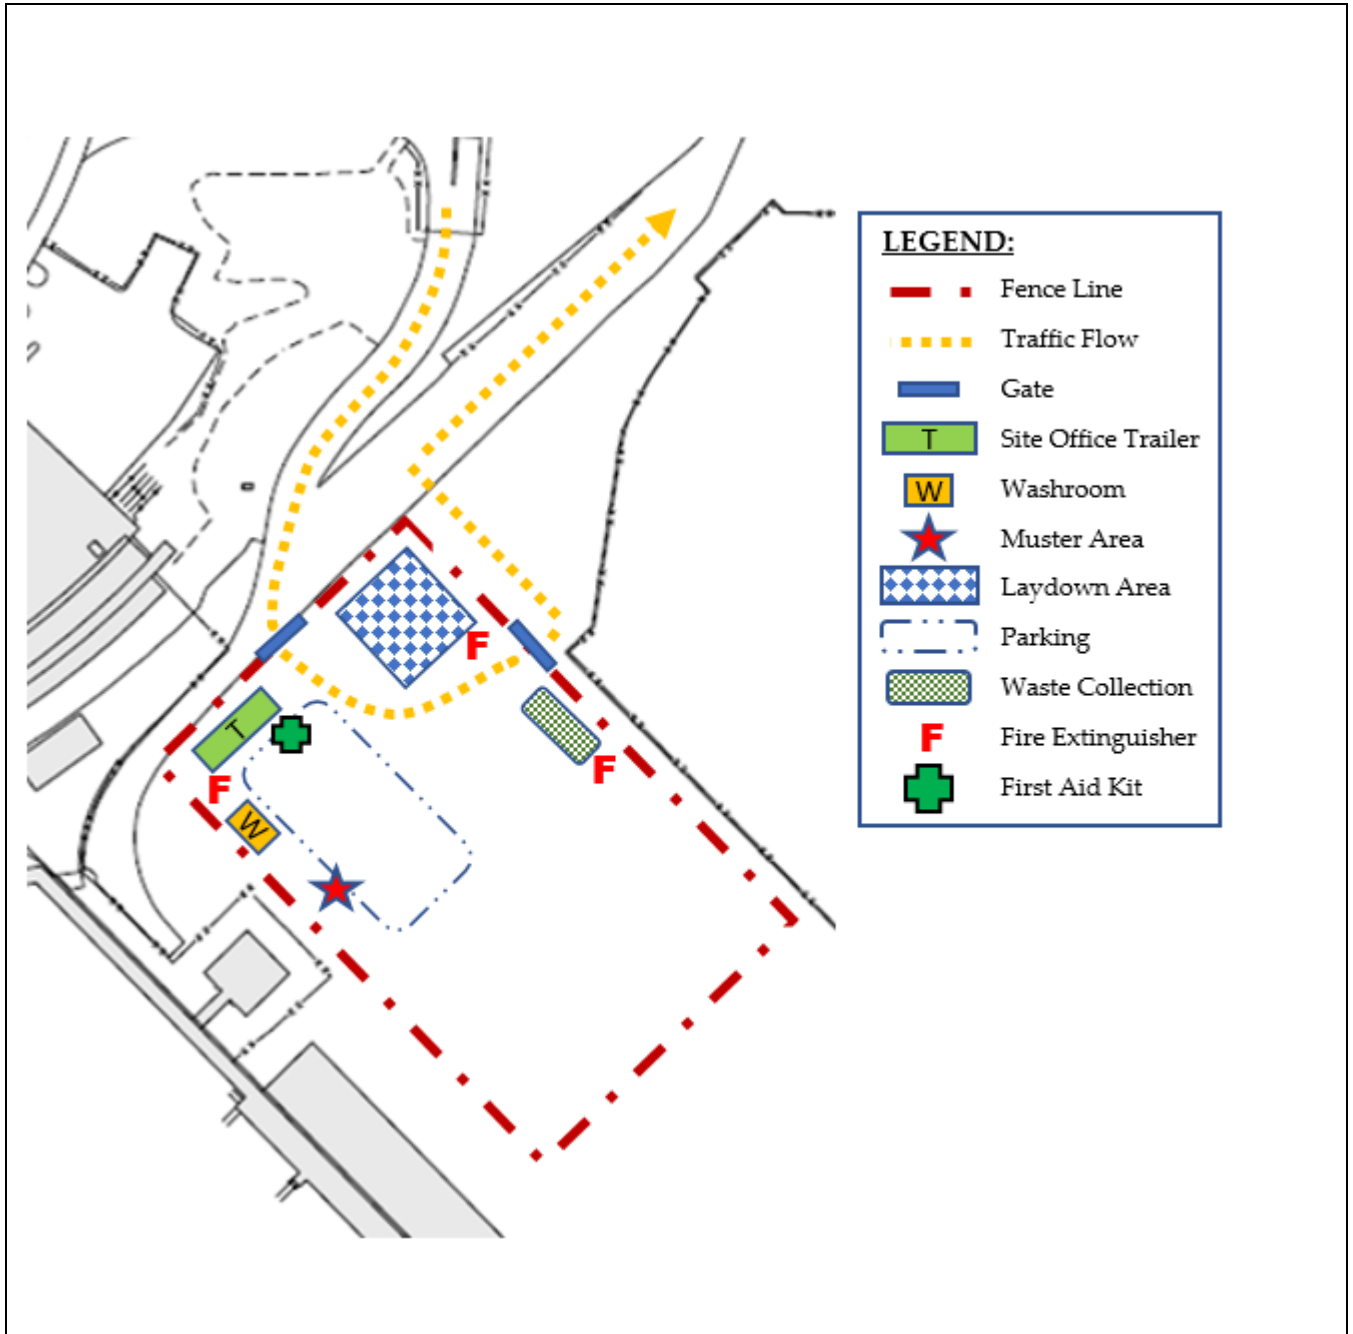 LEGEND:
Fence Line
Traffic Flow
Gate
T Site Office Trailer
W Washroom
Muster Area
Laydown Area
Parking
Waste Collection
F Fire Extinguisher
First Aid Kit
F
T
F
F
W